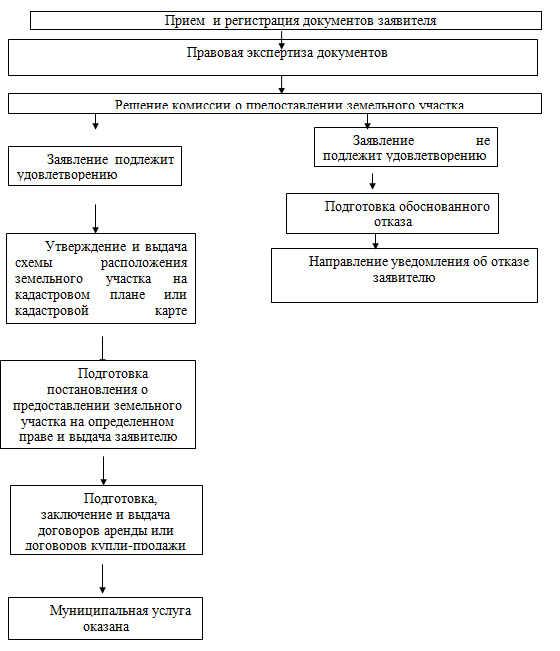 Прием и регистрация документов заявителя
Правовая экспертиза документов
Решение комиссии о предоставлении земельного участка
Заявление подлежит
удовлетворению
Заявление не
подлежит удовлетворению
Подготовка обоснованного
отказа
Направление уведомления об отказе
заявителю
Утверждение и выдача
схемы расположения
земельного участка на
кадастровом плане или
кадастровой карте
Подготовка
постановления о
предоставлении земельного
участка на определенном
праве и выдача заявителю
Подготовка,
заключение и выдача
договоров аренды или
договоров купли-продажи
Муниципальная услуга
оказана